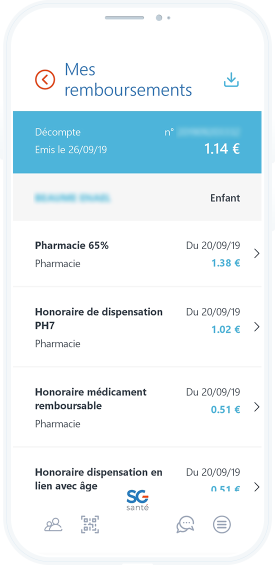 Mes
remboursements
Décompte n°
Emis le 26/09/19 1.14 €
Enfant
Pharmacie 65% Du 20/09/19
Pharmacie 1.38 €
Honoraire de dispensation Du 20/09/19
PH7 1.02 €
Pharmacie
Honoraire médicament Du 20/09/19
remboursable 0.51 €
Pharmacie
Honoraire dispensation en Du 20/09/19
lien avec âge 0.51 €
SG
santé